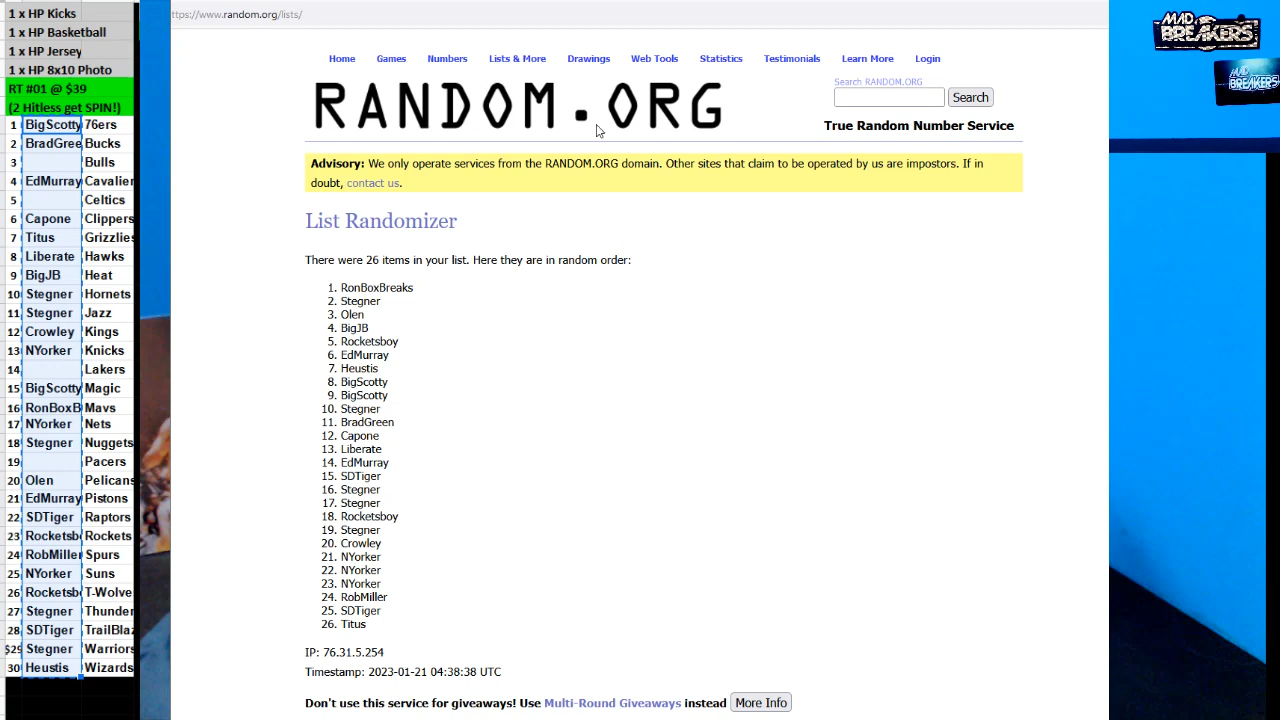 1 x HP Kicks
1 x HP Basketball
1 x HP Jersey
1 x HP 8x10 Photo
RT #01 @ $39
(2 Hitless get SPIN!)
1 BigScotty 76ers
2 BradGree Bucks
3 Bulls
4 EdMurray Cavalier
5 Celtics
6 Capone Clippers
7 Titus Grizzlies
8 Liberate Hawks
9 BigJB Heat
10 Stegner Hornets
11 Stegner Jazz
12 Crowley Kings
13 NYorker Knicks
14 Lakers
15 BigScotty Magic
16 RonBoxB Mavs
17 NYorker Nets
18 Stegner Nuggets
19 Pacers
20 Olen Pelicans
21 EdMurray Pistons
22 SDTiger Raptors
23 Rocketsb Rockets
24 RobMiller Spurs
25 NYorker Suns
26 Rocketsb T-Wolve
27 Stegner Thunder
28 SDTiger TrailBlaz
$29 Stegner Warriors
30 Heustis Wizards
ttps://www.random.org/lists/
Home Games Numbers Lists & More Drawings Web Tools Statistics Testimonials Learn More Login
RANDOM.ORG
Search RANDOM.ORG
Search
True Random Number Service
Advisory: We only operate services from the RANDOM.ORG domain. Other sites that claim to be operated by us are impostors. If in
doubt, contact us.
List Randomizer
There were 26 items in your list. Here they are in random order:
1. RonBoxBreaks
2. Stegner
3. Olen
4. BigJB
5. Rocketsboy
6. EdMurray
7. Heustis
8. BigScotty
9. BigScotty
10. Stegner
11. BradGreen
12. Capone
13. Liberate
14. EdMurray
15. SDTiger
16. Stegner
17. Stegner
18. Rocketsboy
19. Stegner
20. Crowley
21. NYorker
22. NYorker
23. NYorker
24. RobMiller
25. SDTiger
26. Titus
IP: 76.31.5.254
Timestamp: 2023-01-21 04:38:38 UTC
Don't use this service for giveaways! Use Multi-Round Giveaways instead More Info
MAD
BREAKERS
MAD
BREAKERS